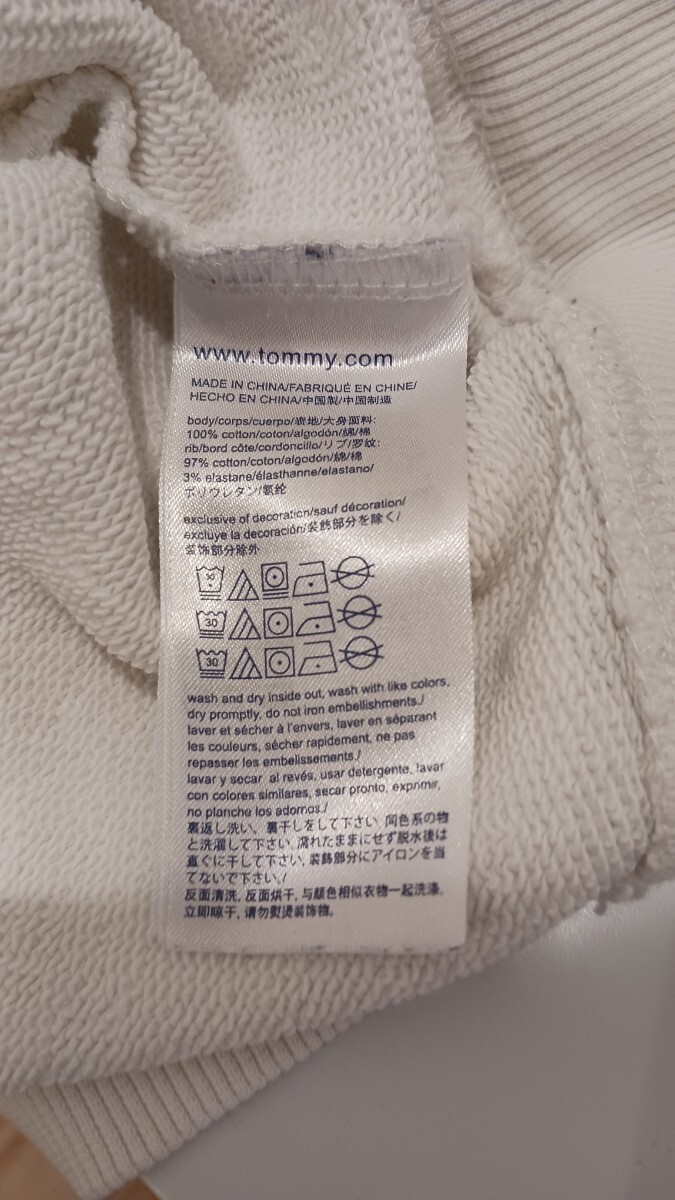 www.tommy.com
MADE IN CHINA/FABRIQUÉ EN CHINE/
HECHO EN CHINA/中国製/中国制造
body/corps/cuerpo/表地/大身面料:
100% cotton/coton/algodón/綿/棉
rib/bord côte/cordoncillo/リブ/罗纹:
97% cotton/coton/algodón/綿/棉
3% elastane/élasthanne/elastano/
ポリウレタン/氨纶
exclusive of decoration/sauf décoration/
excluye la decoración/装飾部分を除く/
装饰部分除外
30
30
30
wash and dry inside out, wash with like colors,
dry promptly, do not iron embellishments./
laver et sécher à l'envers, laver en séparant
les couleurs, sécher rapidement, ne pas
repasser les embelissements./
lavar y secar al revés, usar detergente, lavar
con colores similares, secar pronto, exprimir,
no planche los adornos./
裏返し洗い、裏干しをして下さい, 同色系の物
と洗濯して下さい, 濡れたままにせず脱水後は
直ぐに干して下さい, 装飾部分にアイロンを当
てないで下さい,/
反面清洗, 反面烘干, 与颜色相似衣物一起洗涤,
立即晾干, 请勿熨烫装饰物,